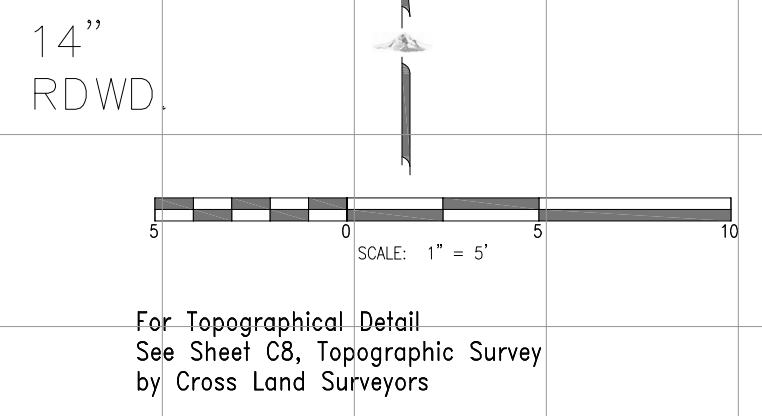 14”
RDWD.
5 0 5 10
SCALE: 1” = 5’
For Topographical Detail
See Sheet C8, Topographic Survey
by Cross Land Surveyors